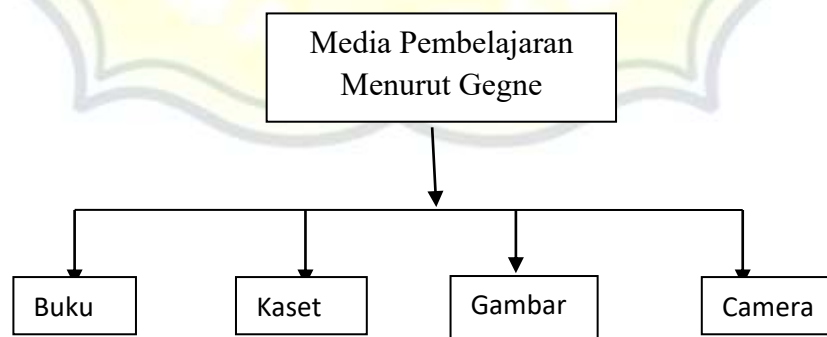 Media Pembelajaran
Menurut Gegne
Buku
Kaset
Gambar
Camera